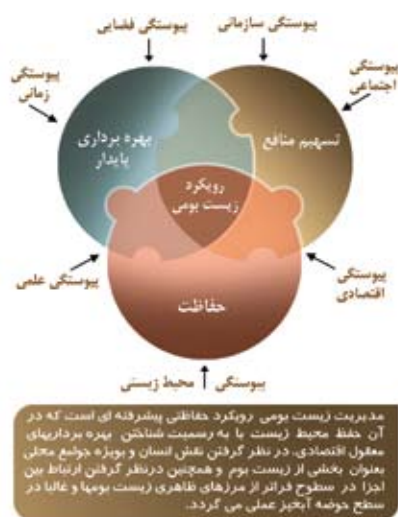 پیوستگی فضایی
پیوستگی سازمانی
پیوستگی
زمانی
پیوستگی
اجتماعی
بهره برداری
پایدار
تسهیم منافع
رویکرد
زیست بومی
پیوستگی علمی
پیوستگی
اقتصادی
حفاظت
پیوستگی محیط زیستی
مدیریت زیست بومی رویکرد حفاظتی پیشرفته ای است که در
آن حفظ محیط زیست با به رسمیت شناختن بهره برداریهای
معقول اقتصادی، در نظر گرفتن نقش انسان و بویژه جوامع محلی
بعنوان بخشی از زیست بوم و همچنین درنظر گرفتن ارتباط بین
اجزا در سطوح فراتر از مرزهای ظاهری زیست بومها و غالبا در
سطح حوضه آبخیز عملی می گردد.